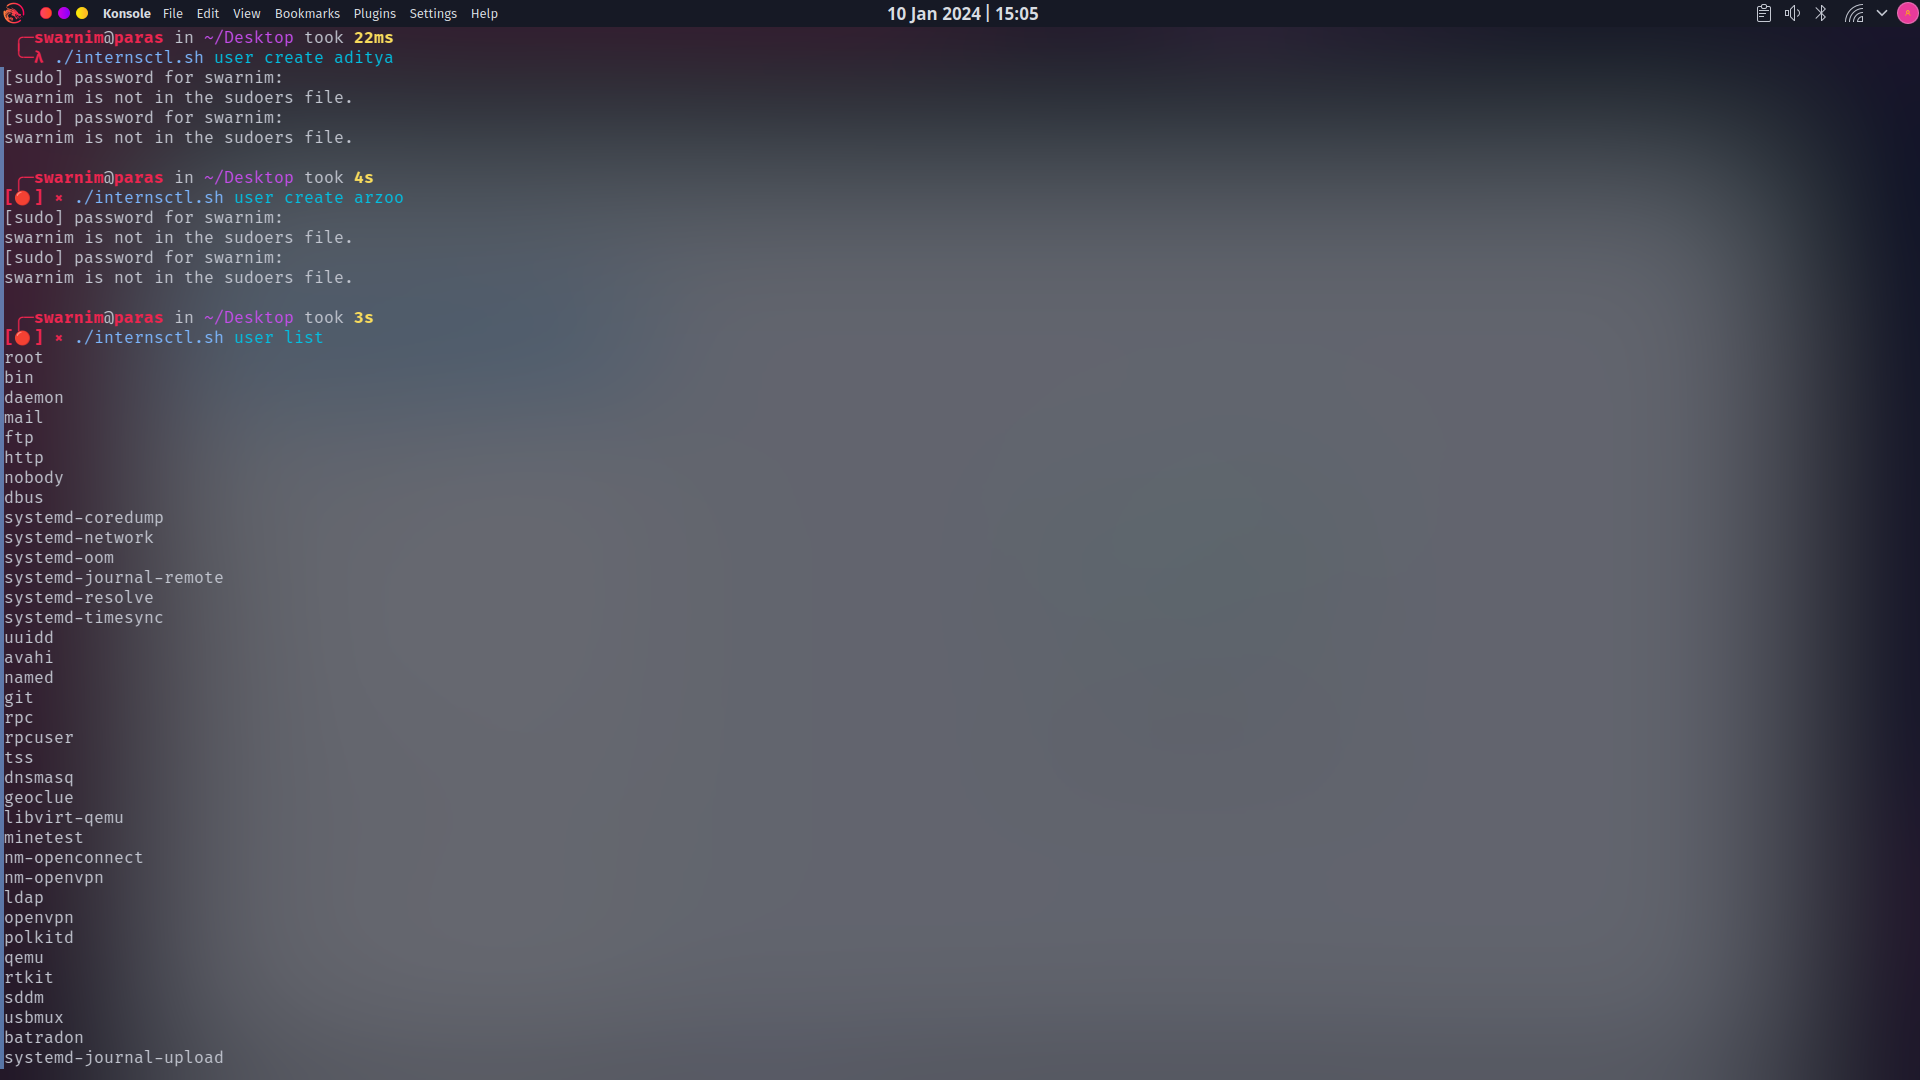 Konsole File Edit View Bookmarks Plugins Settings Help 10 Jan 2024 | 15:05
╭─swarnim@paras in ~/Desktop took 22ms
╰─λ ./internsctl.sh user create aditya
[sudo] password for swarnim:
swarnim is not in the sudoers file.
[sudo] password for swarnim:
swarnim is not in the sudoers file.
╭─swarnim@paras in ~/Desktop took 4s
[🔴] × ./internsctl.sh user create arzoo
[sudo] password for swarnim:
swarnim is not in the sudoers file.
[sudo] password for swarnim:
swarnim is not in the sudoers file.
╭─swarnim@paras in ~/Desktop took 3s
[🔴] × ./internsctl.sh user list
root
bin
daemon
mail
ftp
http
nobody
dbus
systemd-coredump
systemd-network
systemd-oom
systemd-journal-remote
systemd-resolve
systemd-timesync
uuidd
avahi
named
git
rpc
rpcuser
tss
dnsmasq
geoclue
libvirt-qemu
minetest
nm-openconnect
nm-openvpn
ldap
openvpn
polkitd
qemu
rtkit
sddm
usbmux
batradon
systemd-journal-upload